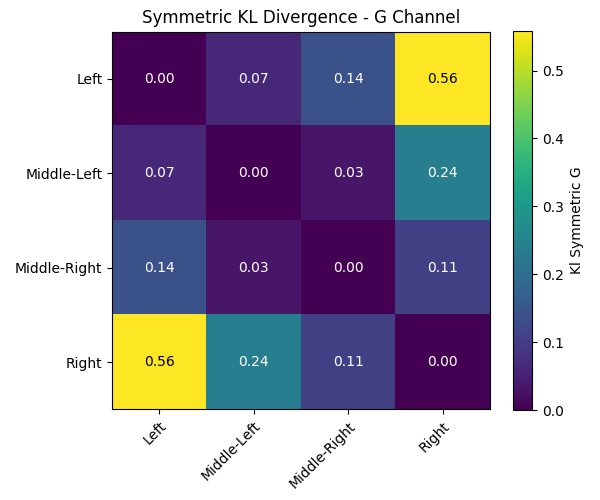 Symmetric KL Divergence - G Channel
Left 0.00 0.07 0.14 0.56
Middle-Left 0.07 0.00 0.03 0.24
Middle-Right 0.14 0.03 0.00 0.11
Right 0.56 0.24 0.11 0.00
Left
Middle-Left
Middle-Right
Right
0.5
0.4
0.3
0.2
0.1
0.0
Kl Symmetric G